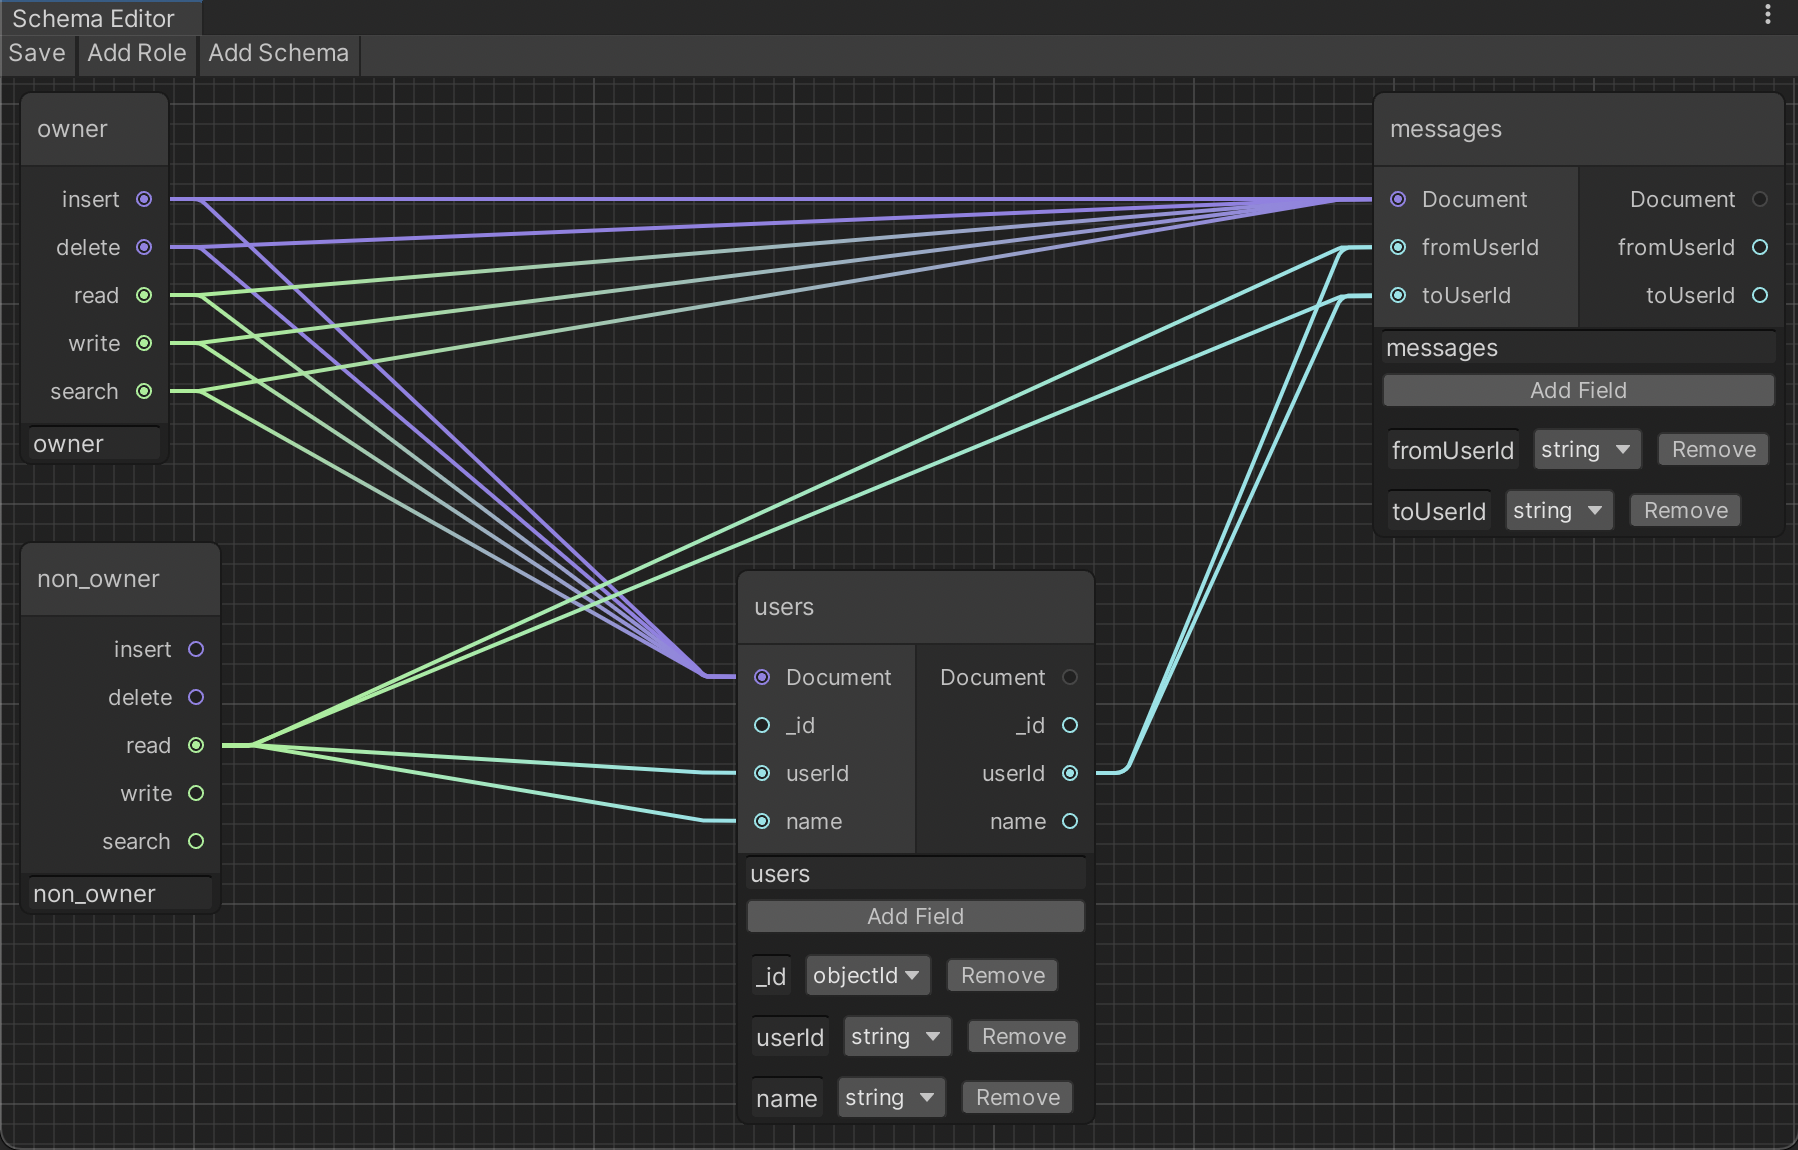 Schema Editor
Save Add Role Add Schema
owner
insert
delete
read
write
search
owner
non_owner
insert
delete
read
write
search
non_owner
users
Document Document
_id _id
userId userId
name name
users
Add Field
_id objectId Remove
userId string Remove
name string Remove
messages
Document Document
fromUserId fromUserId
toUserId toUserId
messages
Add Field
fromUserId string Remove
toUserId string Remove